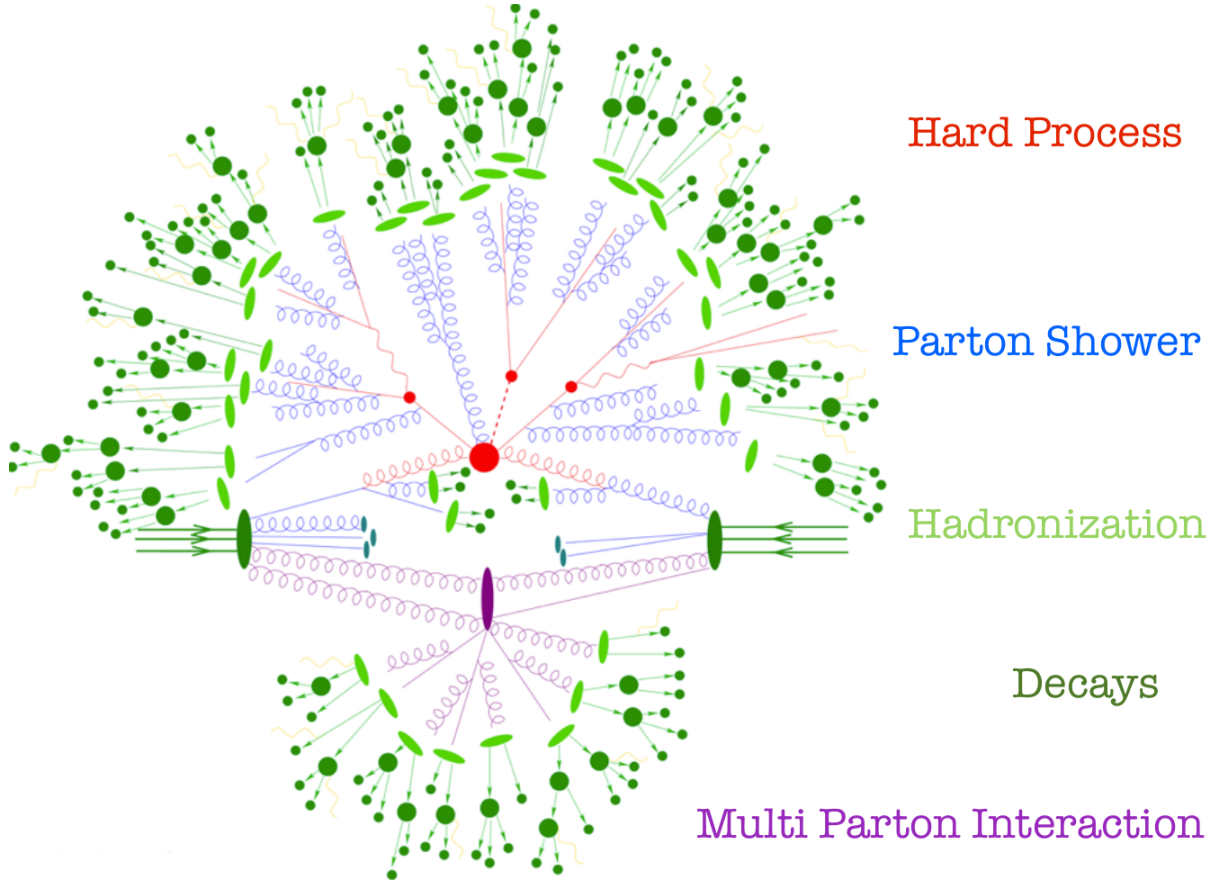 Hard Process
Parton Shower
Hadronization
Decays
Multi Parton Interaction